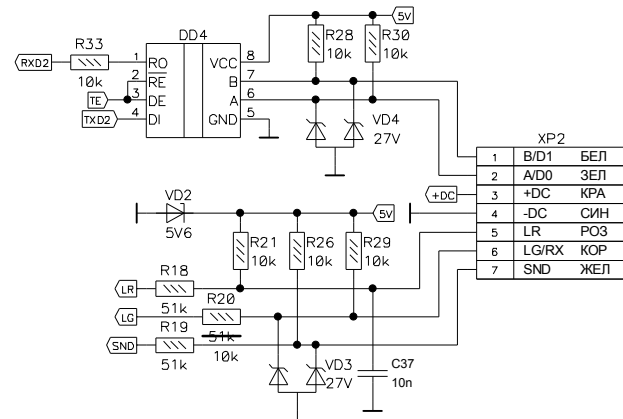 DD4
5V
R28
10k
R30
10k
R33
10k
RXD2
1 RO VCC 8
2 RE B 7
TE
3 DE A 6
TXD2
4 DI GND 5
VD4
27V
XP2
1 B/D1 БЕЛ
2 A/D0 ЗЕЛ
+DC
3 +DC КРА
4 -DC СИН
5 LR РОЗ
6 LG/RX КОР
7 SND ЖЕЛ
VD2
5V6
5V
R21
10k
R26
10k
R29
10k
LR
R18
51k
LG
R20
51k
10k
SND
R19
51k
VD3
27V
C37
10n